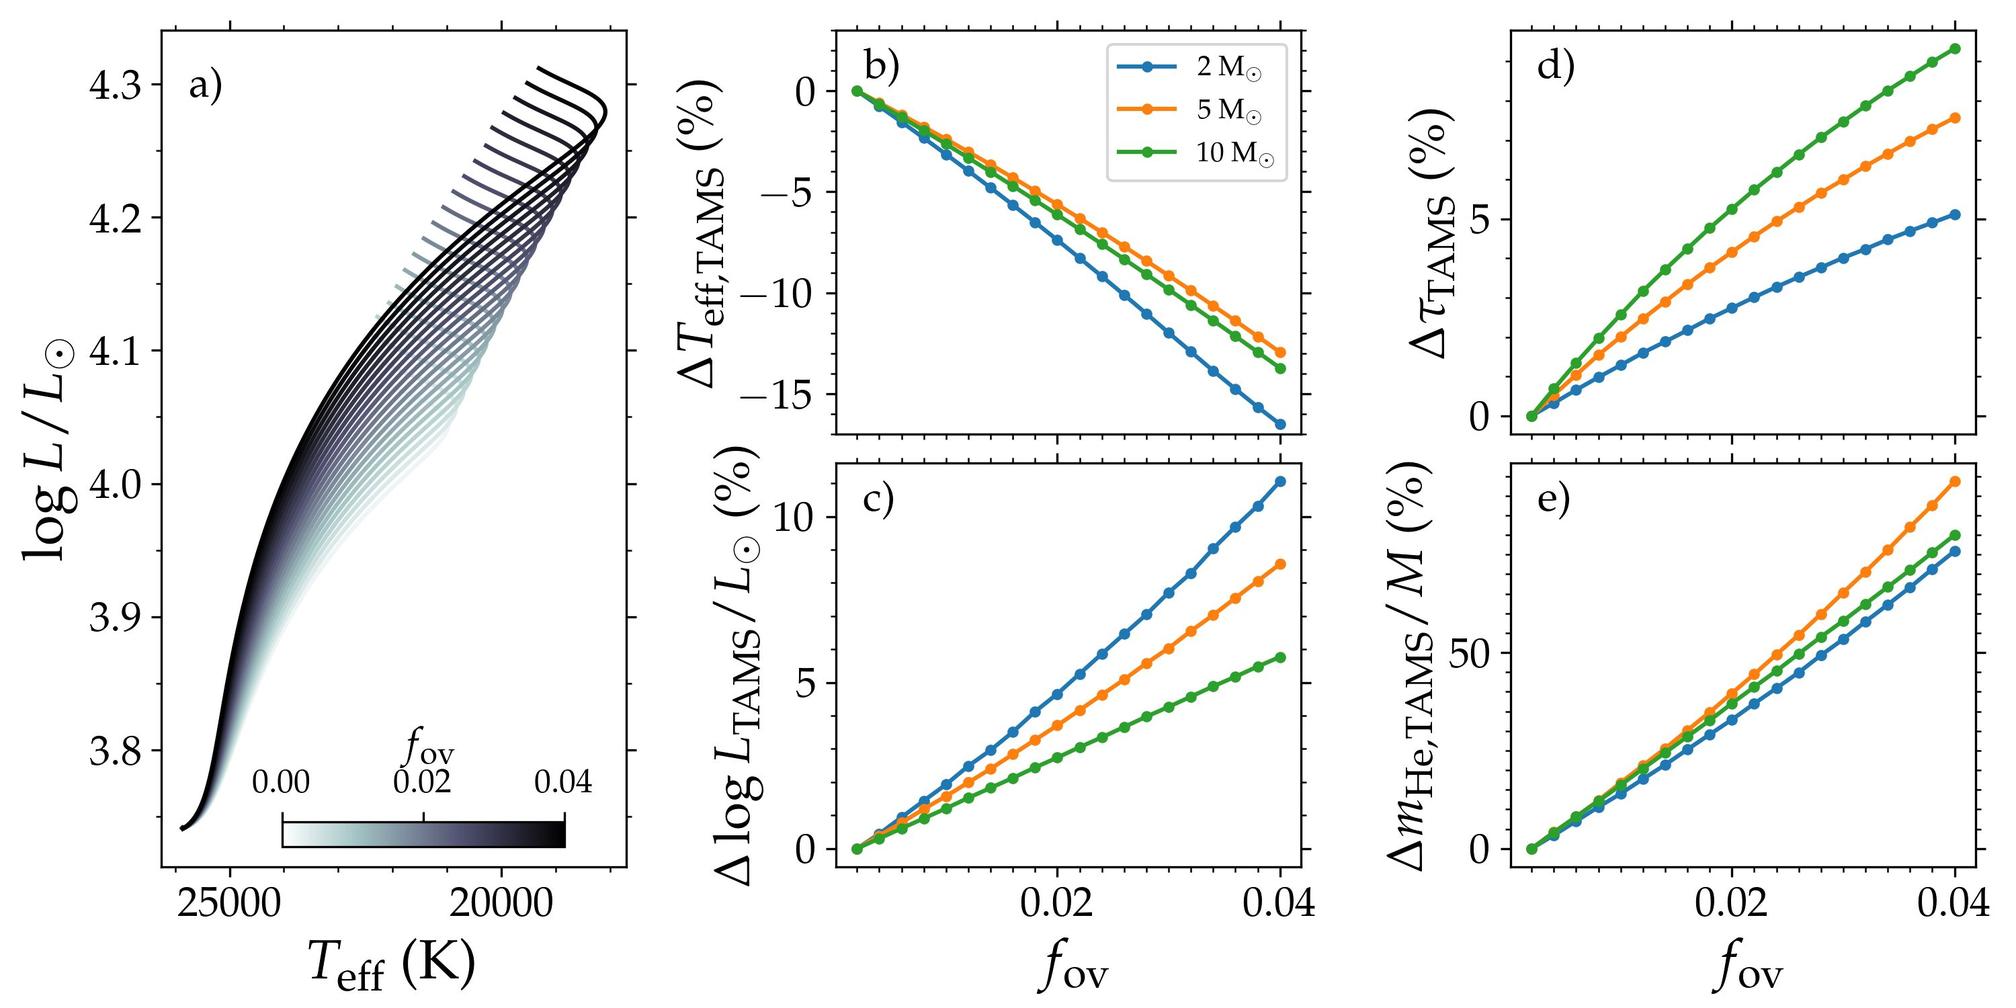 a)
log L/L⊙
4.3
4.2
4.1
4.0
3.9
3.8
f_ov
0.00 0.02 0.04
25000 20000
T_eff (K)
b)
2 M⊙
5 M⊙
10 M⊙
ΔT_eff,TAMS (%)
0
−5
−10
−15
c)
Δ log L_TAMS/L⊙ (%)
10
5
0
0.02 0.04
f_ov
d)
Δτ_TAMS (%)
5
0
e)
Δm_He,TAMS/M (%)
50
0
0.02 0.04
f_ov